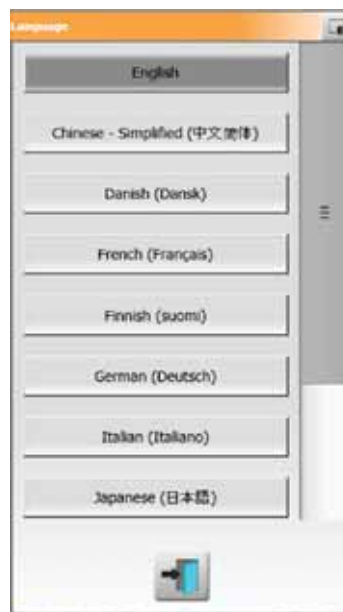 Language
English
Chinese - Simplified (中文简体)
Danish (Dansk)
French (Français)
Finnish (suomi)
German (Deutsch)
Italian (Italiano)
Japanese (日本語)